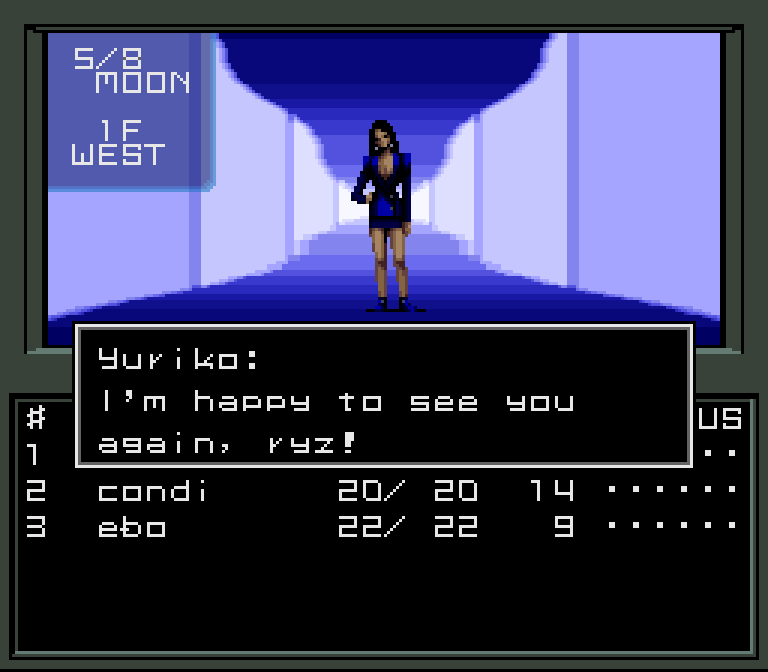 5/8
MOON
1F
WEST
Yuriko:
I'm happy to see you
again, ryz!
# US
1 ··
2 condi 20/ 20 14 ······
3 ebo 22/ 22 9 ······